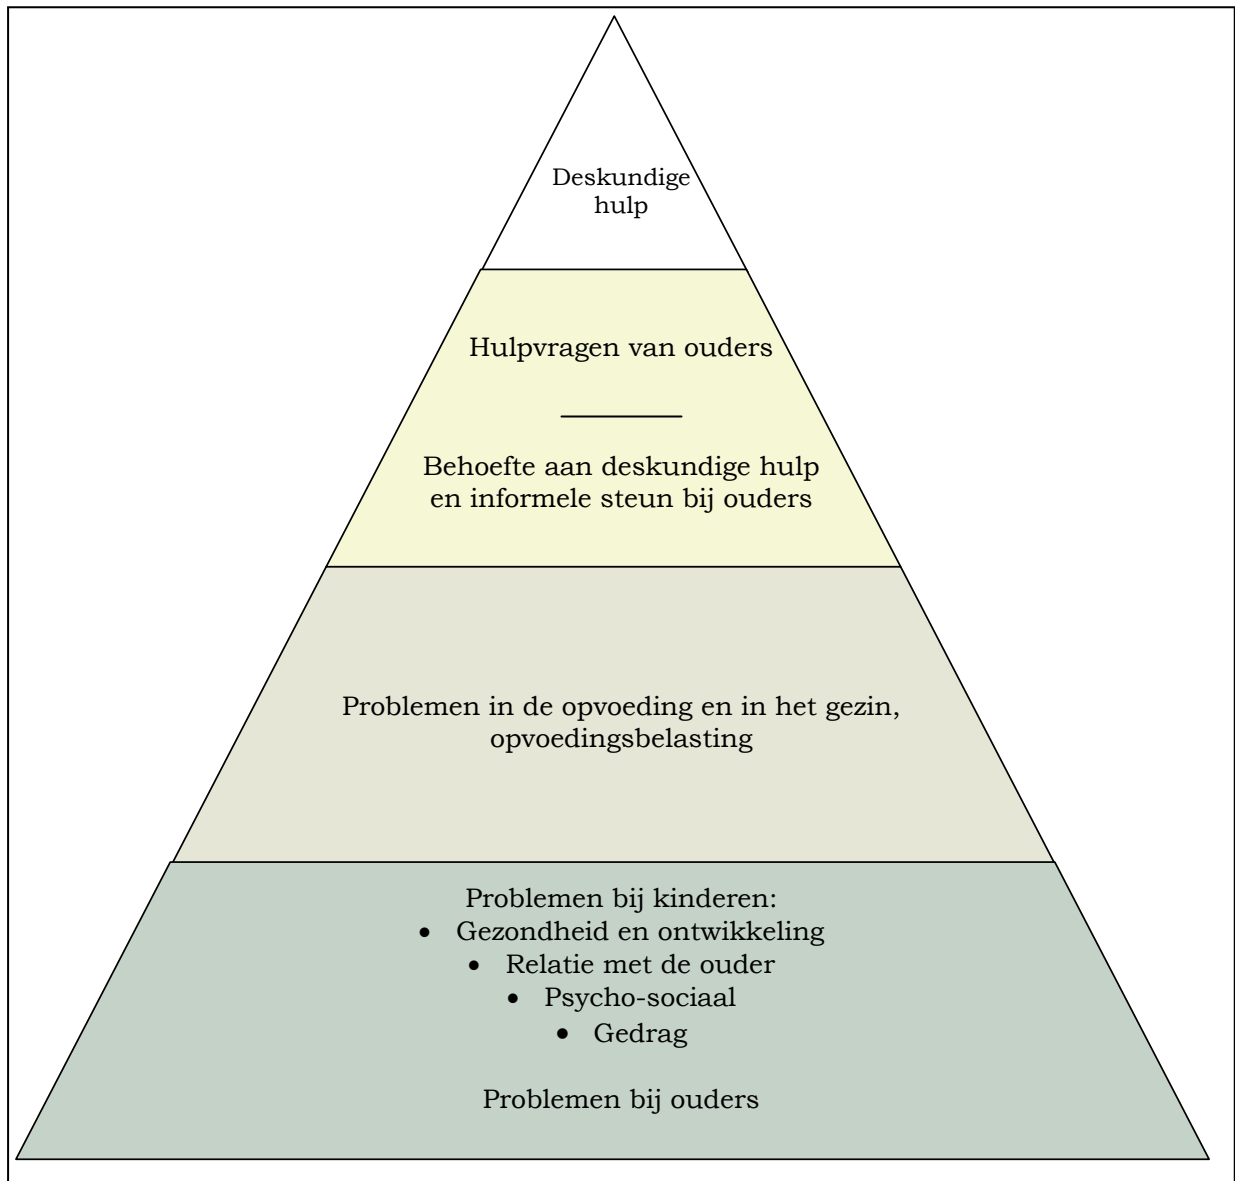 Deskundige
hulp
Hulpvragen van ouders
Behoefte aan deskundige hulp
en informele steun bij ouders
Problemen in de opvoeding en in het gezin,
opvoedingsbelasting
Problemen bij kinderen:
• Gezondheid en ontwikkeling
• Relatie met de ouder
• Psycho-sociaal
• Gedrag
Problemen bij ouders